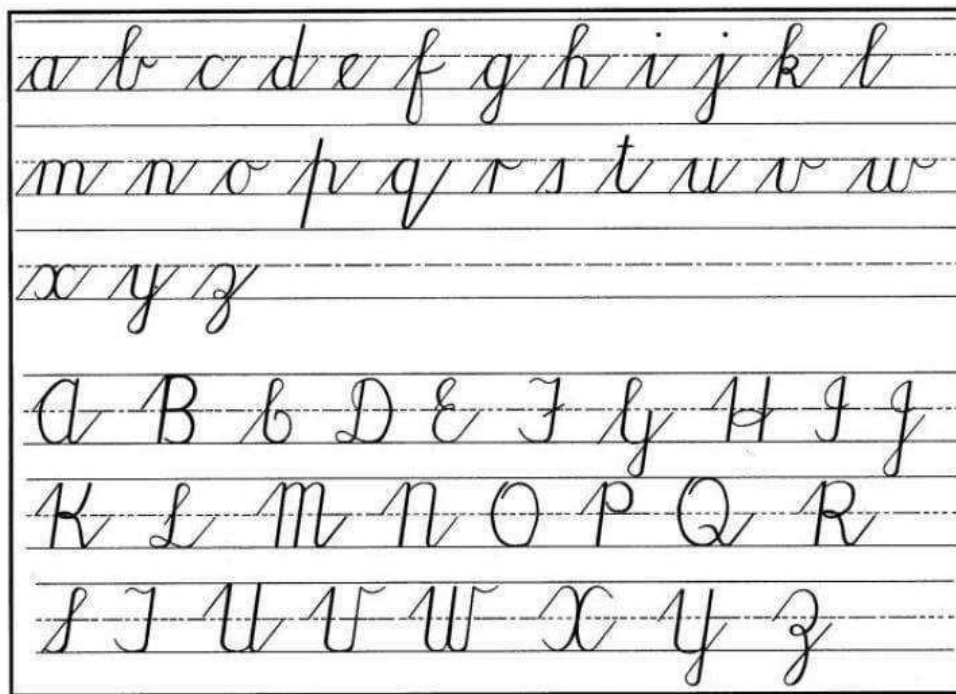 a b c d e f g h i j k l
m n o p q r s t u v w
x y z
A B C D E F G H I J
K L M N O P Q R
S T U V W X Y Z